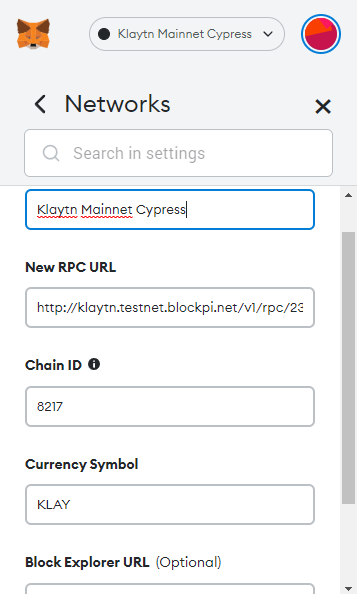 Klaytn Mainnet Cypress
Networks
Search in settings
Klaytn Mainnet Cypress
New RPC URL
http://klaytn.testnet.blockpi.net/v1/rpc/23
Chain ID
8217
Currency Symbol
KLAY
Block Explorer URL (Optional)